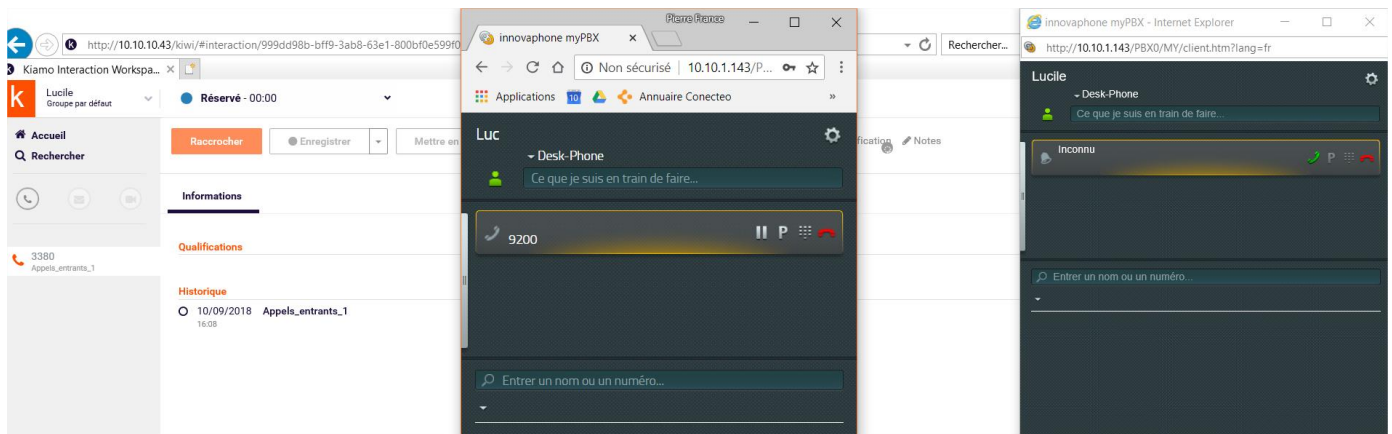 http://10.10.10.43/kiwi/#interaction/999dd98b-bff9-3ab8-63e1-800bf0e599f0
Rechercher...
Kiamo Interaction Workspa...
Lucile
Groupe par défaut
Réservé - 00:00
Accueil
Rechercher
Raccrocher
Enregistrer
Mettre en
fication
Notes
Informations
3380
Appels_entrants_1
Qualifications
Historique
10/09/2018 Appels_entrants_1
16:08
Pierre France
innovaphone myPBX
Non sécurisé | 10.10.1.143/P...
Applications
10
Annuaire Conecteo
»
Luc
Desk-Phone
Ce que je suis en train de faire...
9200
P
Entrer un nom ou un numéro...
innovaphone myPBX - Internet Explorer
http://10.10.1.143/PBX0/MY/client.htm?lang=fr
Lucile
Desk-Phone
Ce que je suis en train de faire...
Inconnu
P
Entrer un nom ou un numéro...